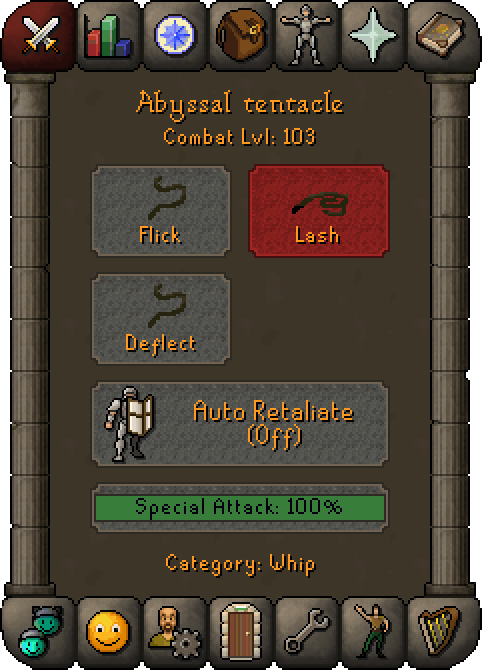 Abyssal tentacle
Combat Lvl: 103
Flick
Lash
Deflect
Auto Retaliate
(Off)
Special Attack: 100%
Category: Whip